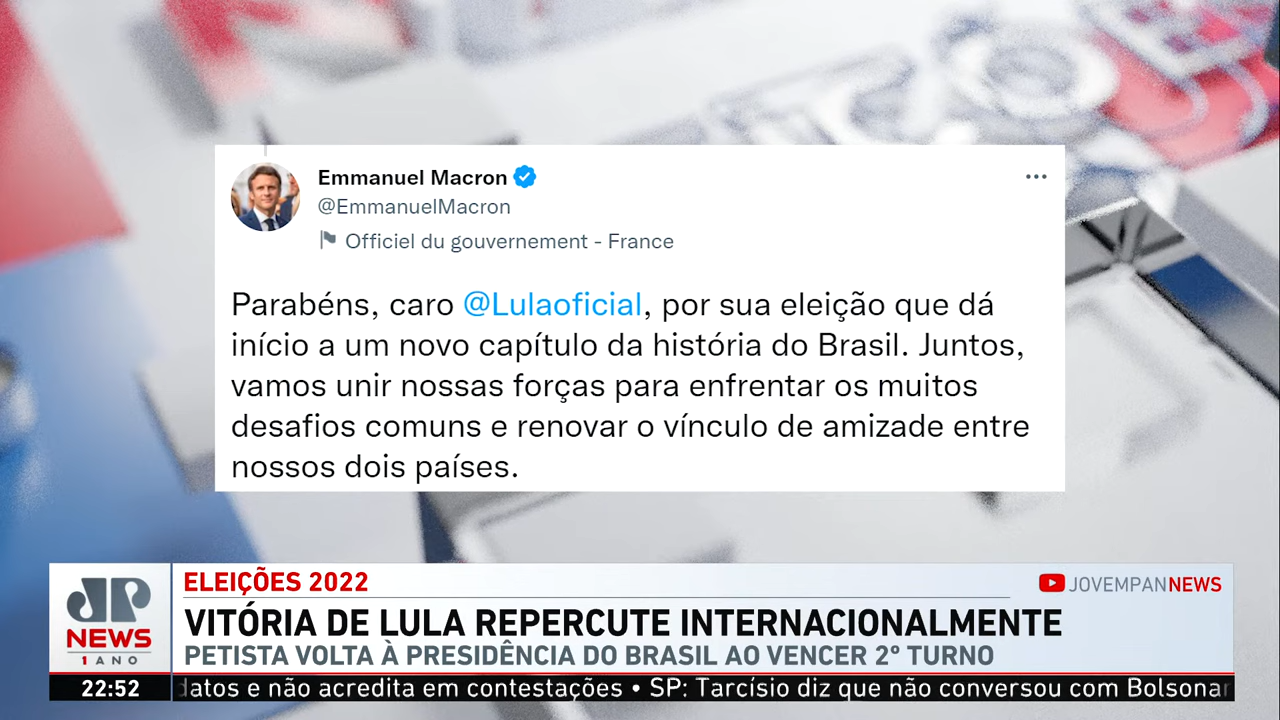 Emmanuel Macron
@EmmanuelMacron
Officiel du gouvernement - France
Parabéns, caro @Lulaoficial, por sua eleição que dá
início a um novo capítulo da história do Brasil. Juntos,
vamos unir nossas forças para enfrentar os muitos
desafios comuns e renovar o vínculo de amizade entre
nossos dois países.
JP
NEWS
1 ANO
ELEIÇÕES 2022
JOVEMPANNEWS
VITÓRIA DE LULA REPERCUTE INTERNACIONALMENTE
PETISTA VOLTA À PRESIDÊNCIA DO BRASIL AO VENCER 2º TURNO
22:52
datos e não acredita em contestações • SP: Tarcísio diz que não conversou com Bolsonar